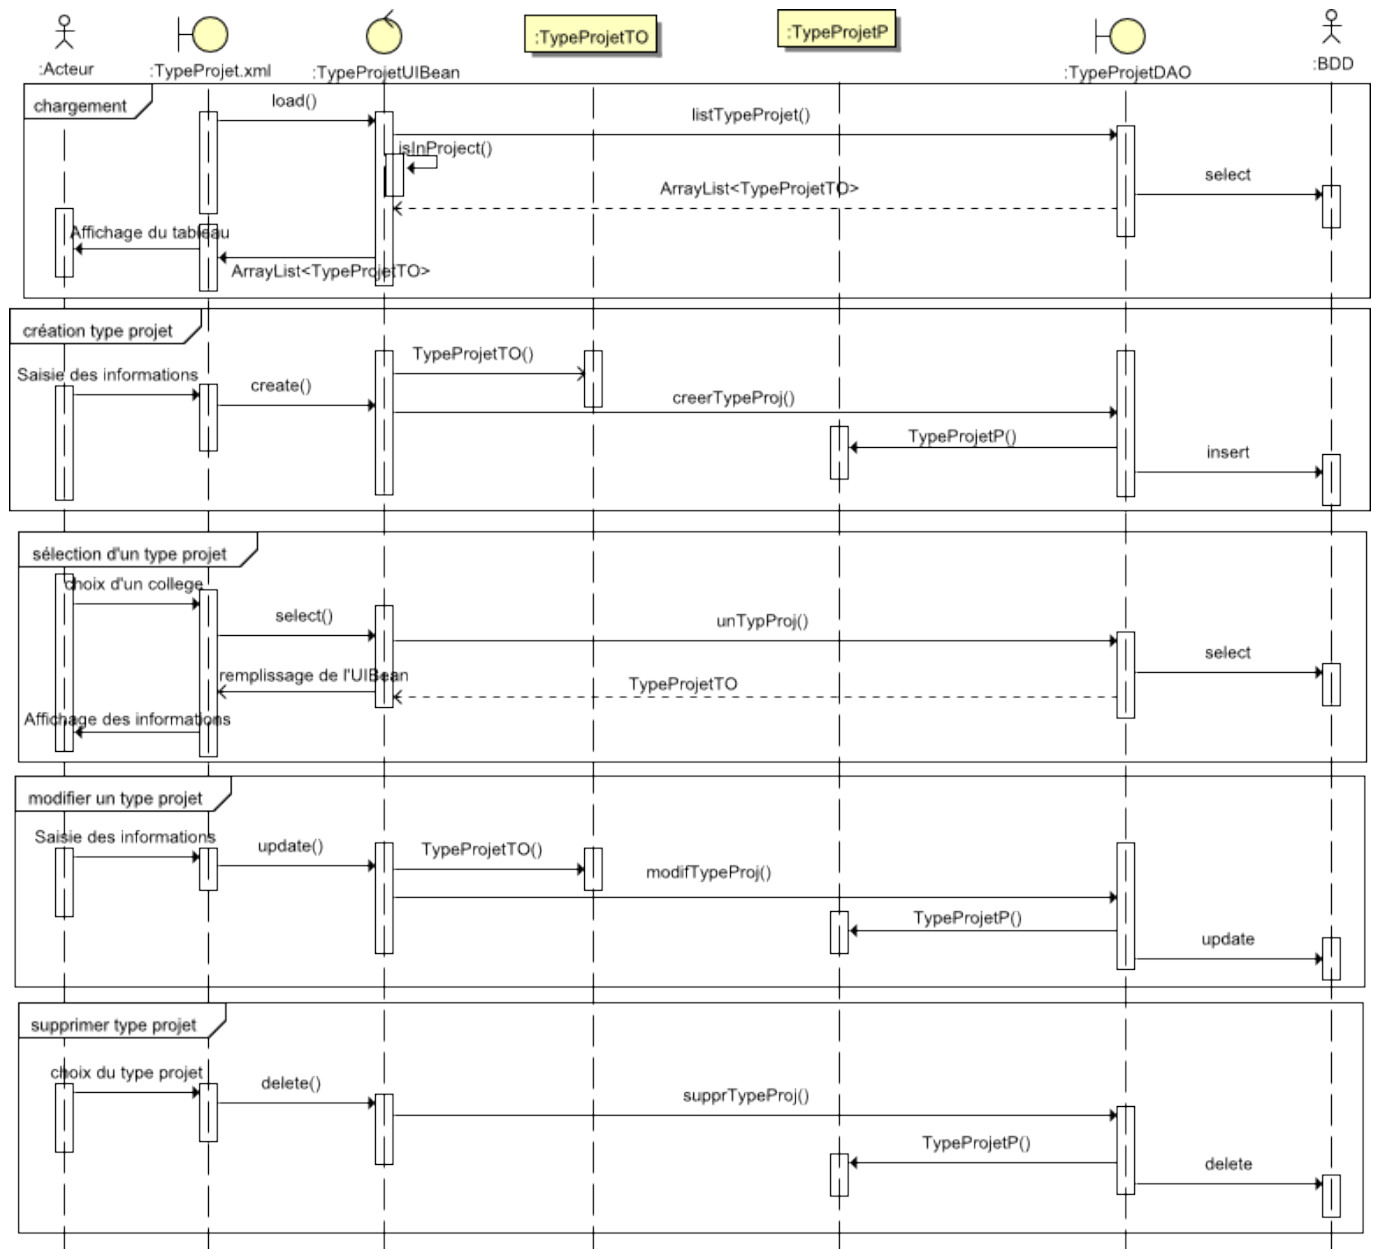 :Acteur
:TypeProjet.xml
:TypeProjetUIBean
:TypeProjetTO
:TypeProjetP
:TypeProjetDAO
:BDD
chargement
load()
listTypeProjet()
isInProject()
select
ArrayList<TypeProjetTO>
Affichage du tableau
ArrayList<TypeProjetTO>
création type projet
TypeProjetTO()
Saisie des informations
create()
creerTypeProj()
TypeProjetP()
insert
sélection d'un type projet
choix d'un college
select()
unTypProj()
select
remplissage de l'UIBean
TypeProjetTO
Affichage des informations
modifier un type projet
Saisie des informations
update()
TypeProjetTO()
modifTypeProj()
TypeProjetP()
update
supprimer type projet
choix du type projet
delete()
supprTypeProj()
TypeProjetP()
delete